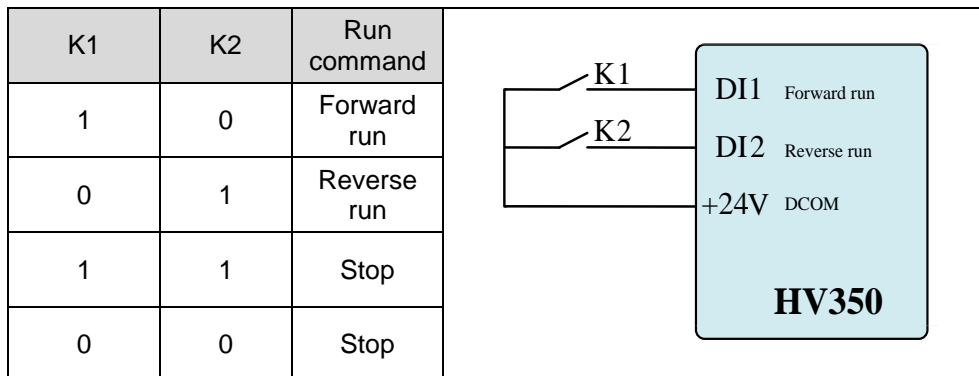 K1 K2 Run command
1 0 Forward run
0 1 Reverse run
1 1 Stop
0 0 Stop
K1
DI1 Forward run
K2
DI2 Reverse run
+24V DCOM
HV350